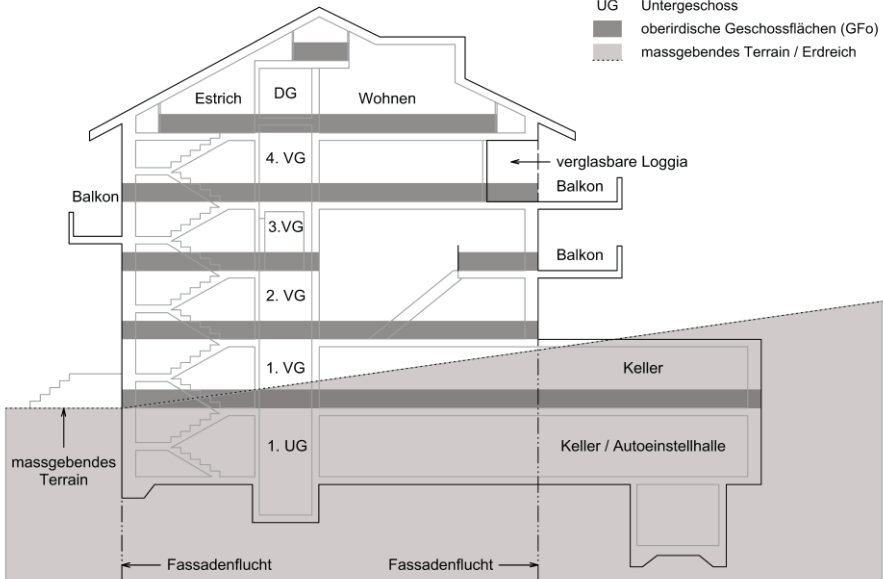 UG Untergeschoss
oberirdische Geschossflächen (GFo)
massgebendes Terrain / Erdreich
Estrich
DG
Wohnen
4. VG
verglasbare Loggia
Balkon
Balkon
3.VG
Balkon
2. VG
1. VG
Keller
1. UG
Keller / Autoeinstellhalle
massgebendes
Terrain
Fassadenflucht
Fassadenflucht